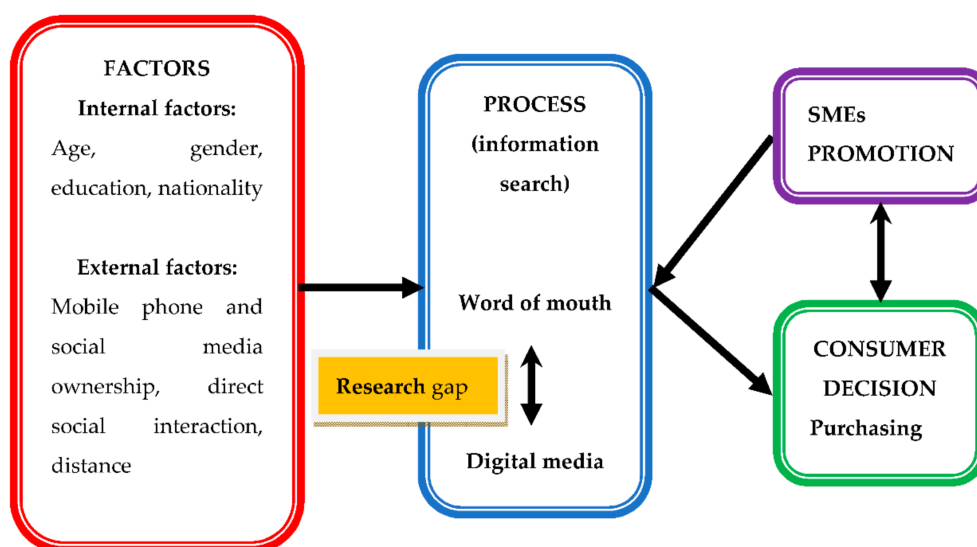 FACTORS
Internal factors:
Age, gender,
education, nationality
External factors:
Mobile phone and
social media
ownership, direct
social interaction,
distance
Research gap
PROCESS
(information
search)
Word of mouth
Digital media
SMEs
PROMOTION
CONSUMER
DECISION
Purchasing